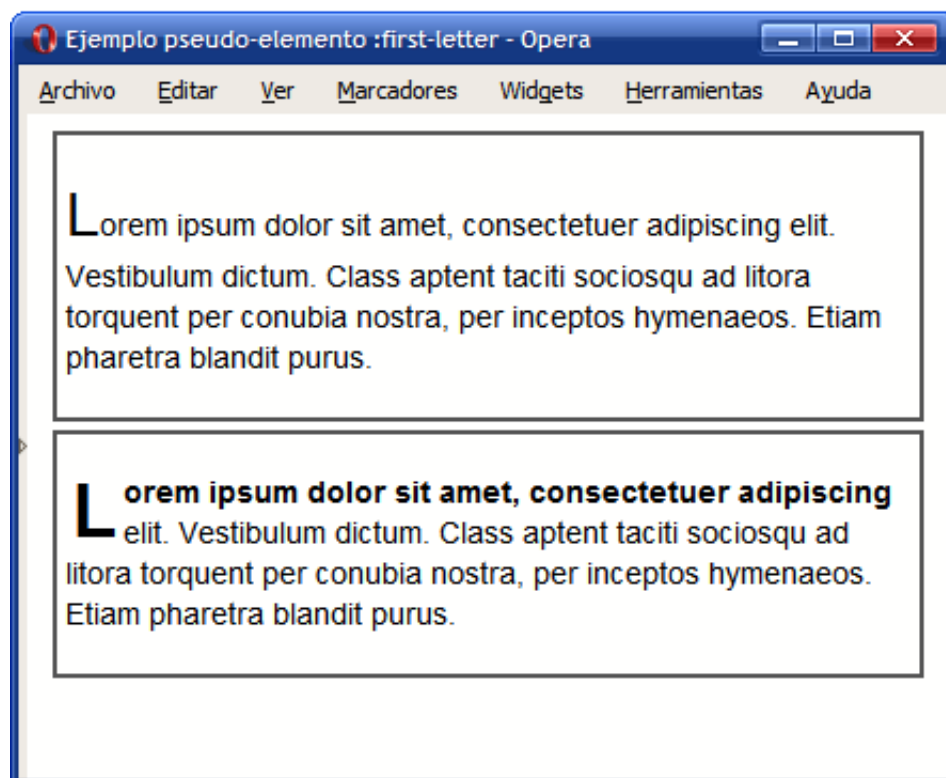 Ejemplo pseudo-elemento :first-letter - Opera
Archivo Editar Ver Marcadores Widgets Herramientas Ayuda
Lorem ipsum dolor sit amet, consectetuer adipiscing elit.
Vestibulum dictum. Class aptent taciti sociosqu ad litora
torquent per conubia nostra, per inceptos hymenaeos. Etiam
pharetra blandit purus.
Lorem ipsum dolor sit amet, consectetuer adipiscing
elit. Vestibulum dictum. Class aptent taciti sociosqu ad
litora torquent per conubia nostra, per inceptos hymenaeos.
Etiam pharetra blandit purus.